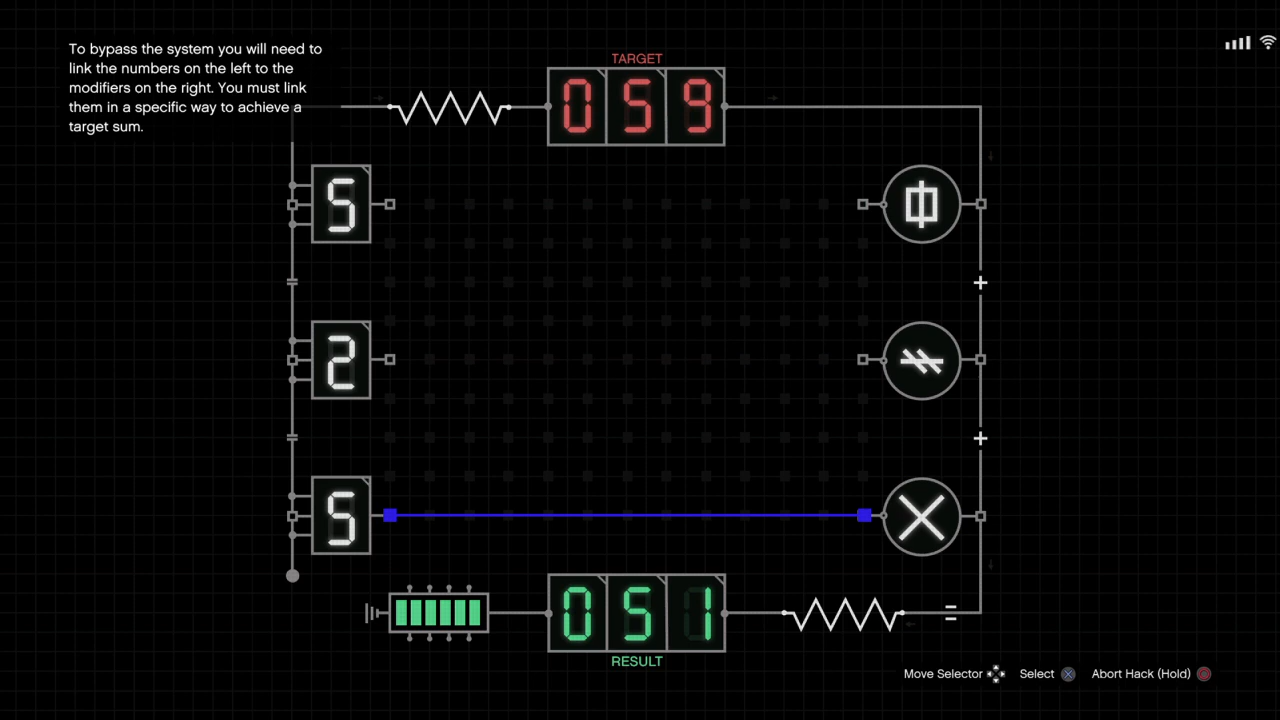 To bypass the system you will need to
link the numbers on the left to the
modifiers on the right. You must link
them in a specific way to achieve a
target sum.
TARGET
059
5
+
2
+
5
051
=
RESULT
Move Selector
Select
Abort Hack (Hold)